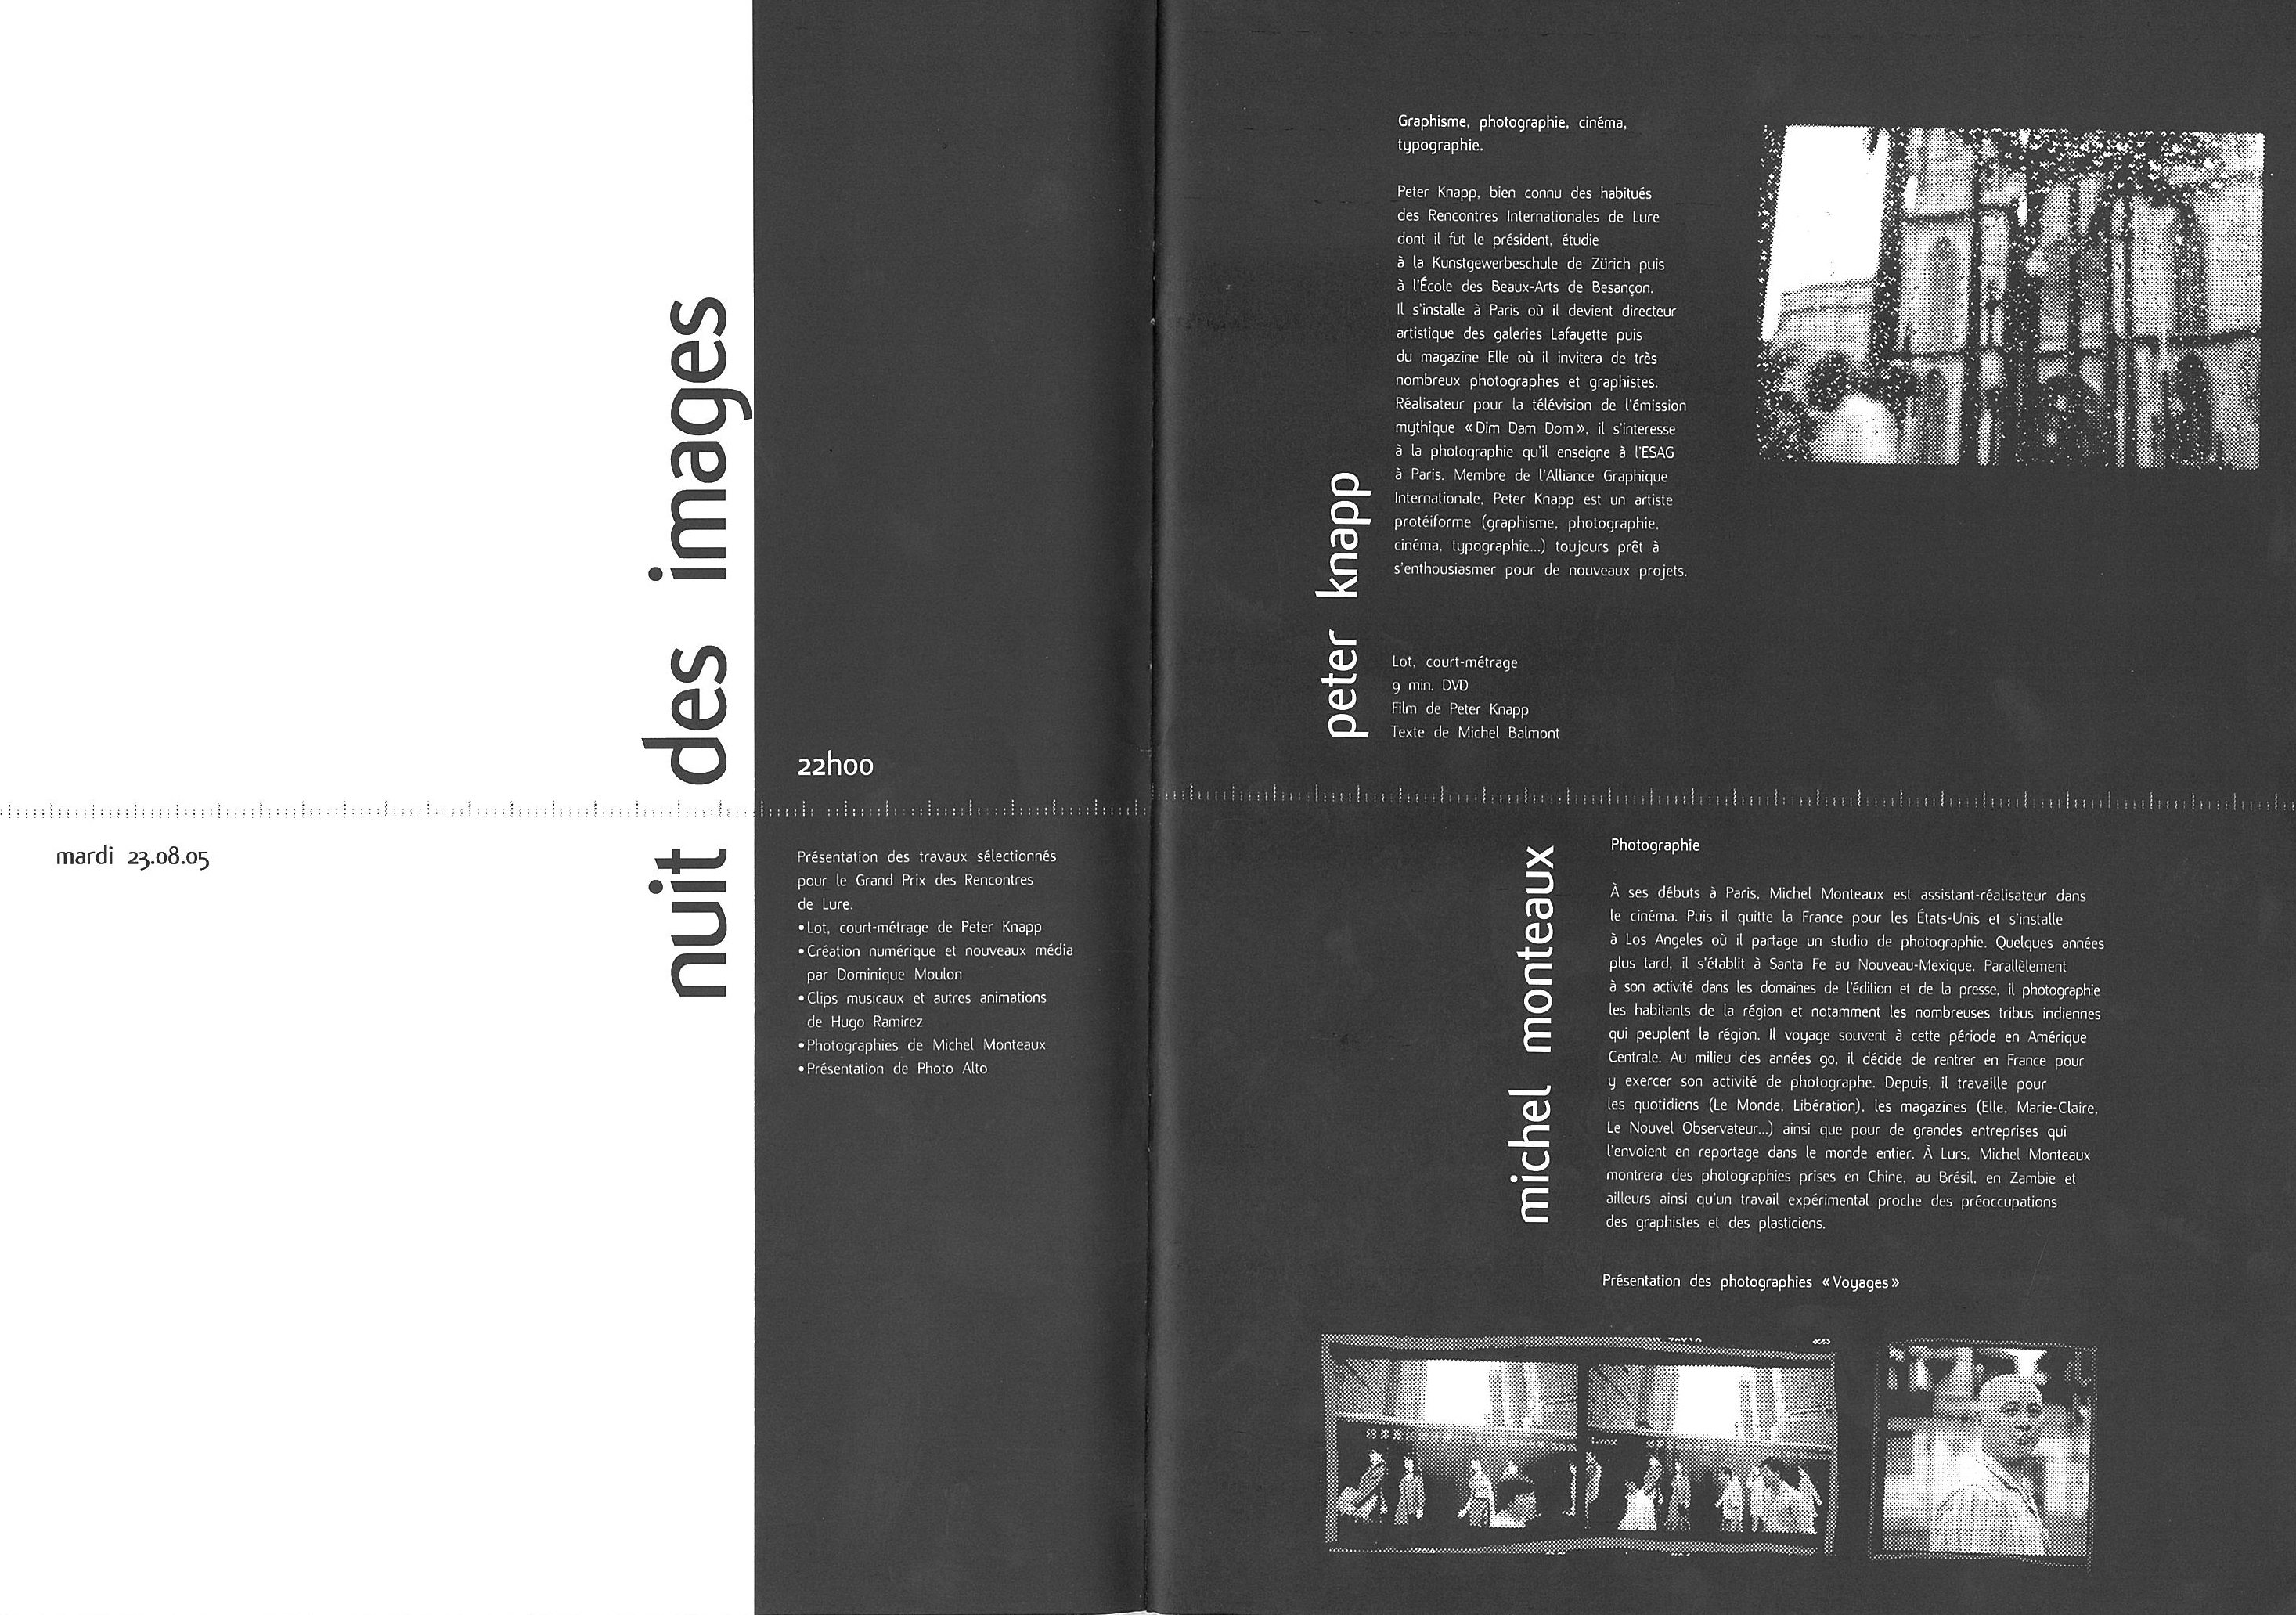 nuit des images
mardi 23.08.05
22h00
Présentation des travaux sélectionnés
pour le Grand Prix des Rencontres
de Lure.
•Lot, court-métrage de Peter Knapp
•Création numérique et nouveaux média
par Dominique Moulon
•Clips musicaux et autres animations
de Hugo Ramirez
•Photographies de Michel Monteaux
•Présentation de Photo Alto
peter knapp
Graphisme, photographie, cinéma,
typographie.
Peter Knapp, bien connu des habitués
des Rencontres Internationales de Lure
dont il fut le président, étudie
à la Kunstgewerbeschule de Zürich puis
à l'École des Beaux-Arts de Besançon.
Il s'installe à Paris où il devient directeur
artistique des galeries Lafayette puis
du magazine Elle où il invitera de très
nombreux photographes et graphistes.
Réalisateur pour la télévision de l'émission
mythique «Dim Dam Dom», il s'interesse
à la photographie qu'il enseigne à l'ESAG
à Paris. Membre de l'Alliance Graphique
Internationale, Peter Knapp est un artiste
protéiforme (graphisme, photographie,
cinéma, typographie...) toujours prêt à
s'enthousiasmer pour de nouveaux projets.
Lot, court-métrage
9 min. DVD
Film de Peter Knapp
Texte de Michel Balmont
michel monteaux
Photographie
À ses débuts à Paris, Michel Monteaux est assistant-réalisateur dans
le cinéma. Puis il quitte la France pour les États-Unis et s'installe
à Los Angeles où il partage un studio de photographie. Quelques années
plus tard, il s'établit à Santa Fe au Nouveau-Mexique. Parallèlement
à son activité dans les domaines de l'édition et de la presse, il photographie
les habitants de la région et notamment les nombreuses tribus indiennes
qui peuplent la région. Il voyage souvent à cette période en Amérique
Centrale. Au milieu des années 90, il décide de rentrer en France pour
y exercer son activité de photographe. Depuis, il travaille pour
les quotidiens (Le Monde, Libération), les magazines (Elle, Marie-Claire,
Le Nouvel Observateur...) ainsi que pour de grandes entreprises qui
l'envoient en reportage dans le monde entier. À Lurs, Michel Monteaux
montrera des photographies prises en Chine, au Brésil, en Zambie et
ailleurs ainsi qu'un travail expérimental proche des préoccupations
des graphistes et des plasticiens.
Présentation des photographies «Voyages»